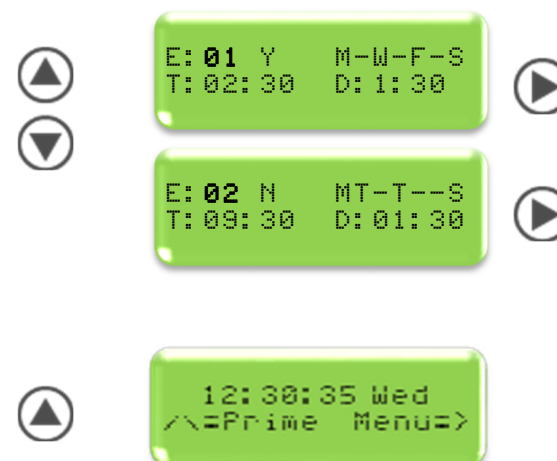 E:01 Y M-W-F-S
T:02:30 D:1:30
E:02 N MT-T--S
T:09:30 D:01:30
12:30:35 Wed
/\=Prime Menu=>